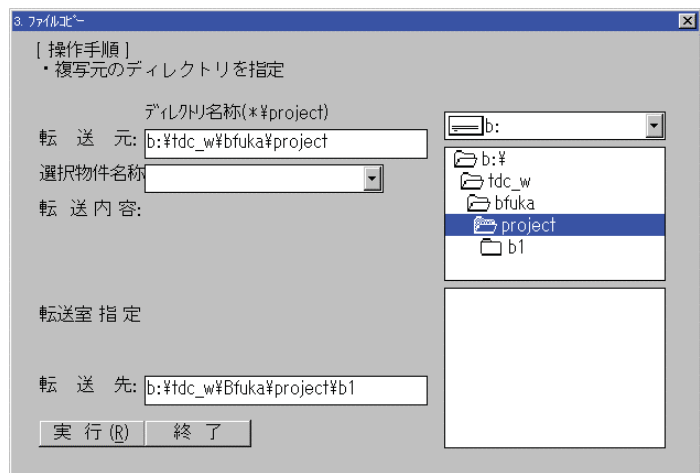 3. ﾌｧｲﾙｺﾋﾟｰ
[ 操作手順 ]
・複写元のディレクトリを指定
ﾃﾞｨﾚｸﾄﾘ名称(*¥project)
転 送 元: b:¥tdc_w¥bfuka¥project
選択物件名称
転 送 内 容:
転送室 指 定
転 送 先: b:¥tdc_w¥Bfuka¥project¥b1
実 行 (R) 終 了
b:
b:¥
tdc_w
bfuka
project
b1